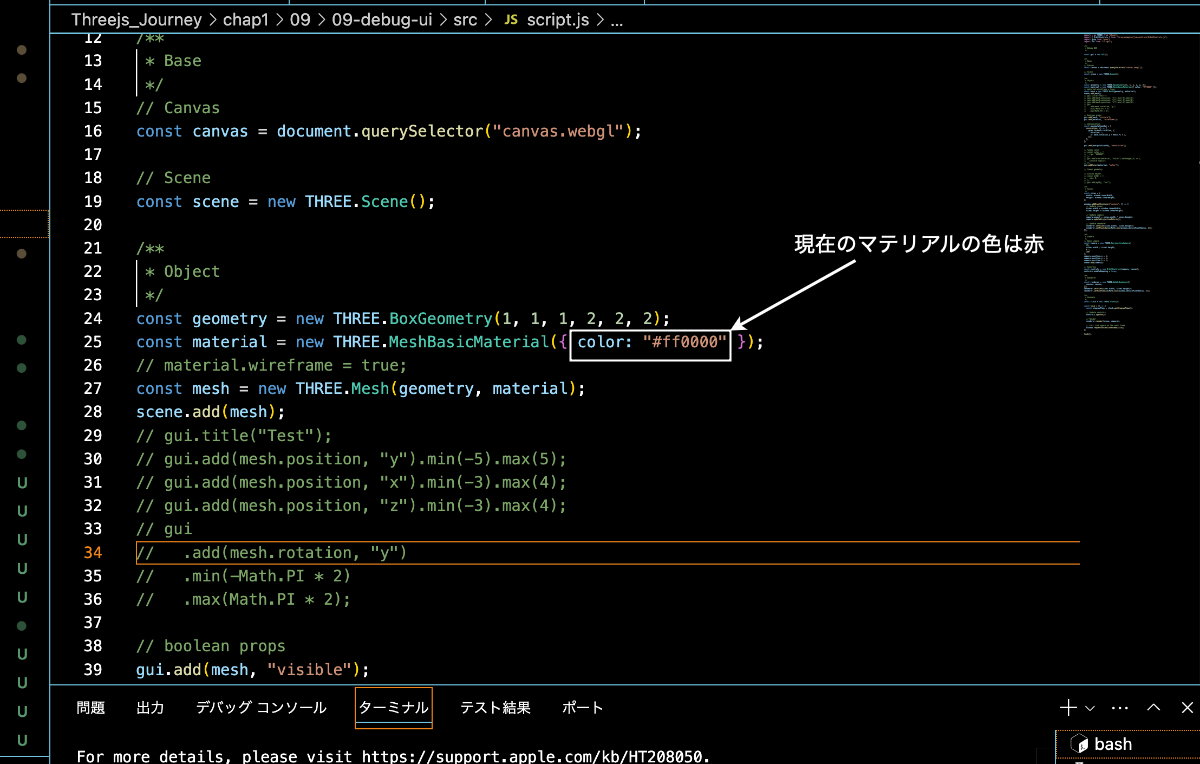 Threejs_Journey > chap1 > 09 > 09-debug-ui > src > JS script.js > ...
12 /**
13 * Base
14 */
15 // Canvas
16 const canvas = document.querySelector("canvas.webgl");
17
18 // Scene
19 const scene = new THREE.Scene();
20
現在のマテリアルの色は赤
21 /**
22 * Object
23 */
24 const geometry = new THREE.BoxGeometry(1, 1, 1, 2, 2, 2);
25 const material = new THREE.MeshBasicMaterial({ color: "#ff0000" });
26 // material.wireframe = true;
27 const mesh = new THREE.Mesh(geometry, material);
28 scene.add(mesh);
29 // gui.title("Test");
30 // gui.add(mesh.position, "y").min(-5).max(5);
31 // gui.add(mesh.position, "x").min(-3).max(4);
32 // gui.add(mesh.position, "z").min(-3).max(4);
33 // gui
34 // .add(mesh.rotation, "y")
35 // .min(-Math.PI * 2)
36 // .max(Math.PI * 2);
37
38 // boolean props
39 gui.add(mesh, "visible");
U
U
U
U
U
U
U
U
U
問題 出力 デバッグ コンソール ターミナル テスト結果 ポート
bash
For more details, please visit https://support.apple.com/kb/HT208050.